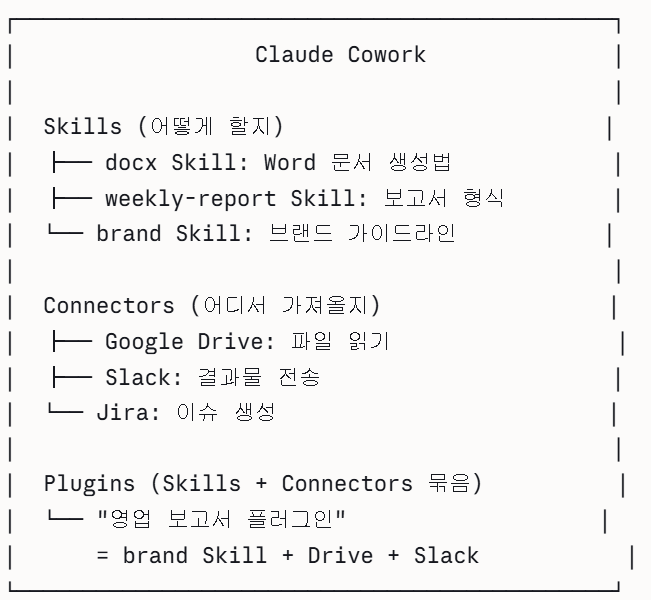 Claude Cowork
Skills (어떻게 할지)
├── docx Skill: Word 문서 생성법
├── weekly-report Skill: 보고서 형식
└── brand Skill: 브랜드 가이드라인
Connectors (어디서 가져올지)
├── Google Drive: 파일 읽기
├── Slack: 결과물 전송
└── Jira: 이슈 생성
Plugins (Skills + Connectors 묶음)
└── "영업 보고서 플러그인"
= brand Skill + Drive + Slack